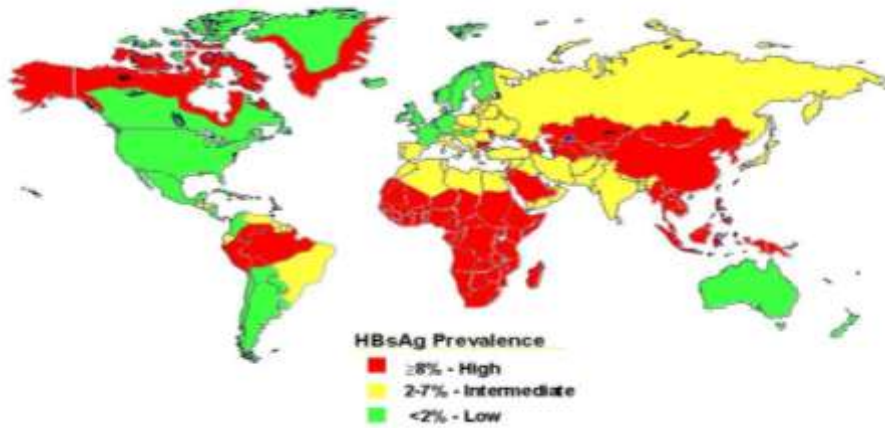 HBsAg Prevalence
≥8% - High
2-7% - Intermediate
<2% - Low